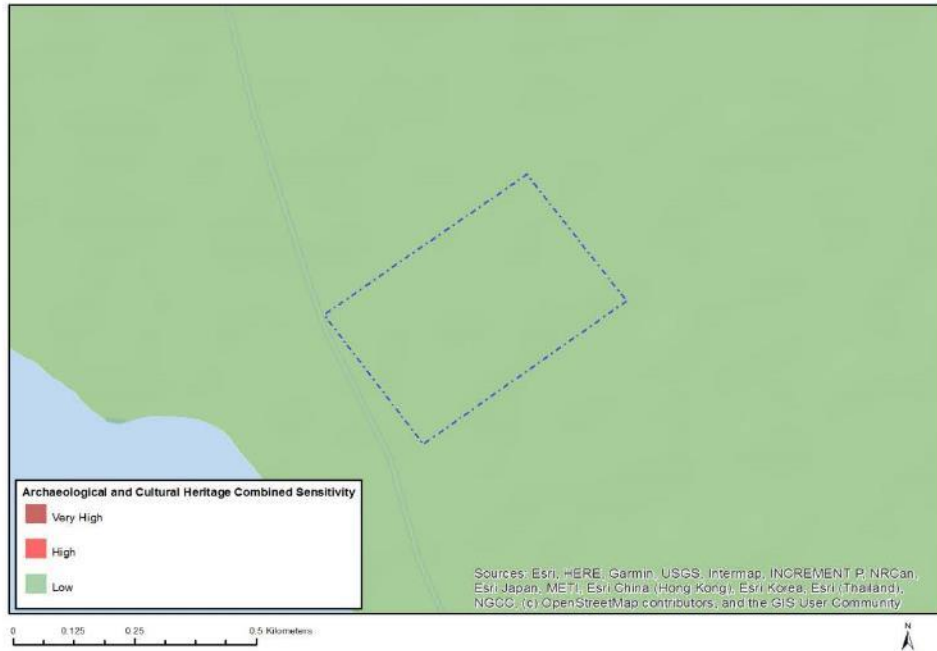 Archaeological and Cultural Heritage Combined Sensitivity
Very High
High
Low
Sources: Esri, HERE, Garmin, USGS, Intermap, INCREMENT P, NRCan,
Esri Japan, METI, Esri China (Hong Kong), Esri Korea, Esri (Thailand),
NGCC, (c) OpenStreetMap contributors, and the GIS User Community
0 0.125 0.25 0.5 Kilometers
N